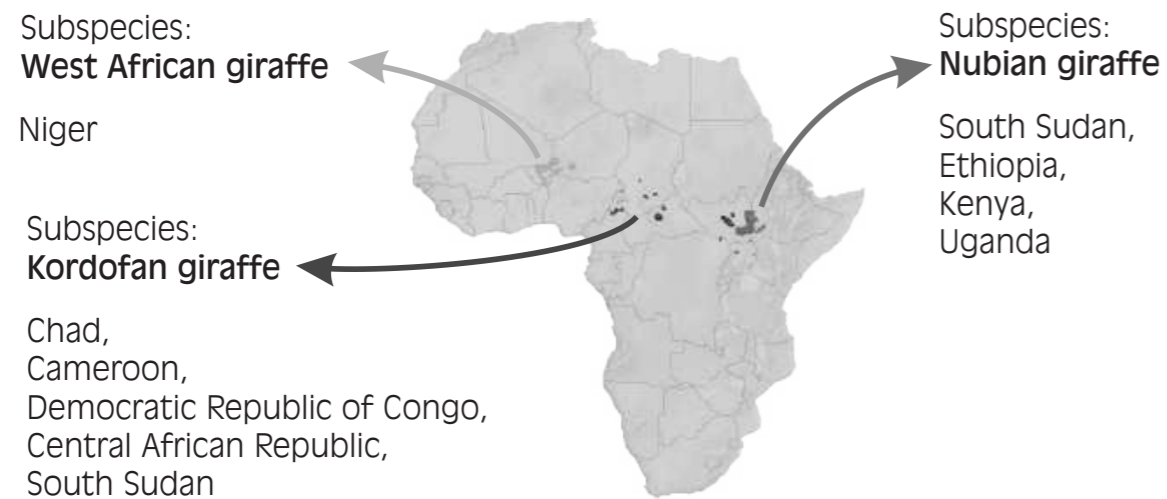 Subspecies:
West African giraffe
Niger
Subspecies:
Kordofan giraffe
Chad,
Cameroon,
Democratic Republic of Congo,
Central African Republic,
South Sudan
Subspecies:
Nubian giraffe
South Sudan,
Ethiopia,
Kenya,
Uganda